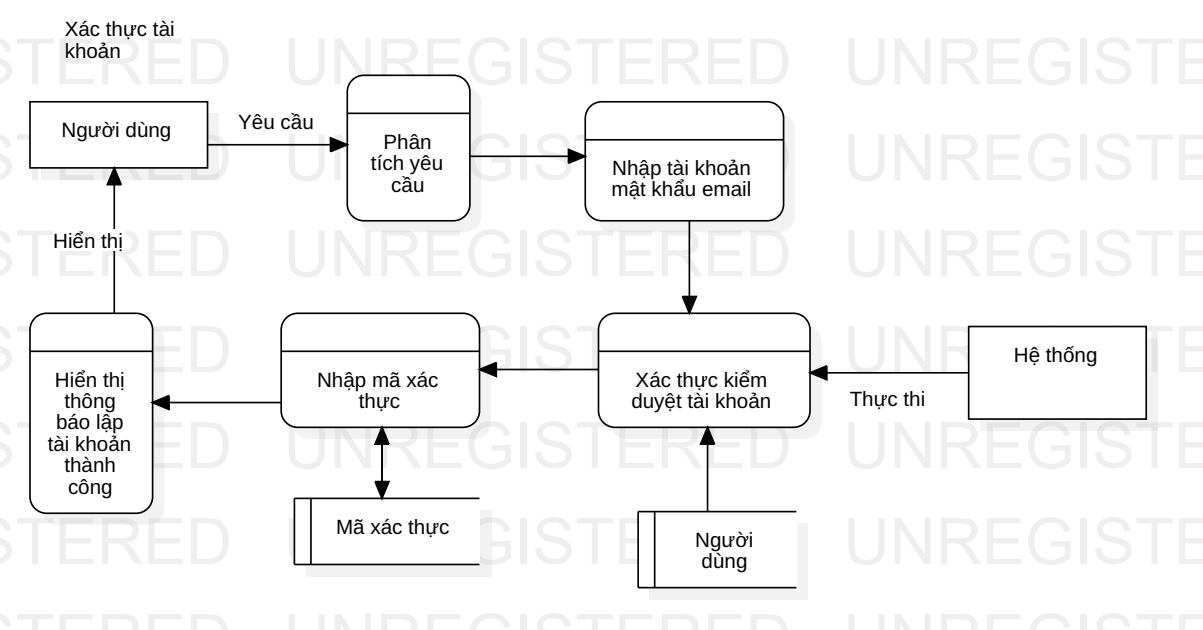 Xác thực tài
khoản
UNREGISTERED
Người dùng
Yêu cầu
Phân
tích yêu
cầu
Nhập tài khoản
mật khẩu email
Hiển thị
Hiển thị
thông
báo lập
tài khoản
thành
công
Nhập mã xác
thực
Xác thực kiểm
duyệt tài khoản
Thực thi
Hệ thống
Mã xác thực
Người
dùng